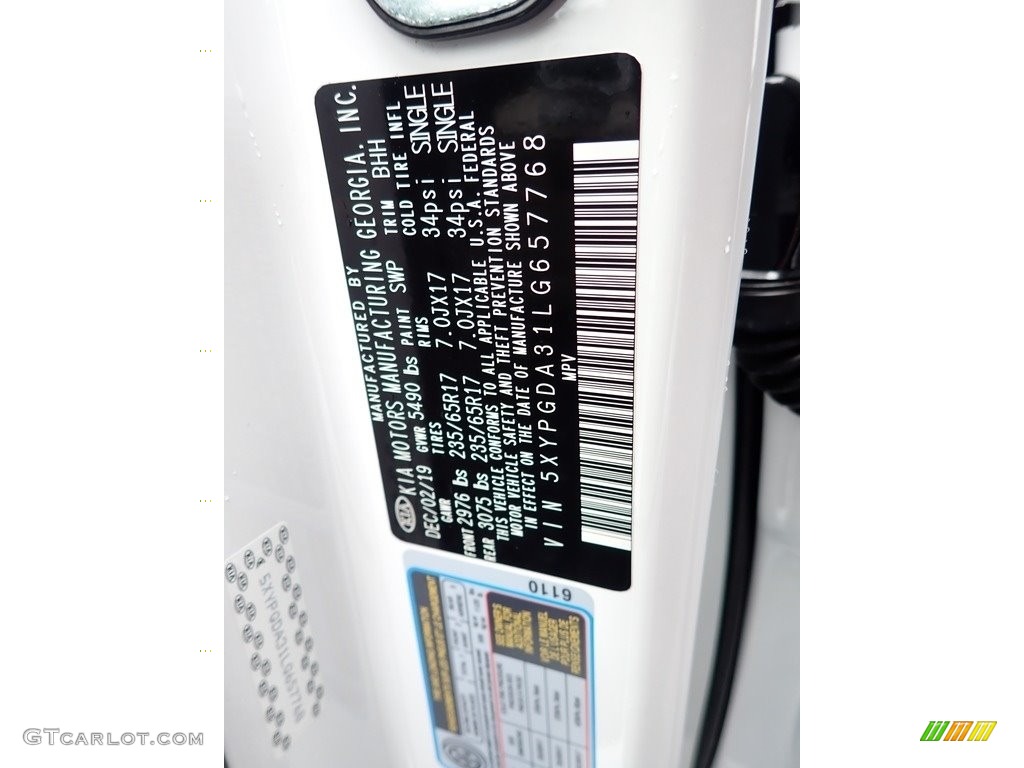 MANUFACTURED BY
KIA KIA MOTORS MANUFACTURING GEORGIA. INC.
DEC/02/19 GVWR 5490 lbs PAINT SWP TRIM BHH
GAWR TIRES RIMS COLD TIRE INFL
FRONT 2976 lbs 235/65R17 7.0JX17 34psi SINGLE
REAR 3075 lbs 235/65R17 7.0JX17 34psi SINGLE
THIS VEHICLE CONFORMS TO ALL APPLICABLE U.S.A. FEDERAL
MOTOR VEHICLE SAFETY AND THEFT PREVENTION STANDARDS
IN EFFECT ON THE DATE OF MANUFACTURE SHOWN ABOVE
VIN 5XYPGDA31LG657768
MPV
6110
5XYPGDA31LG657768
GTcarlot.com